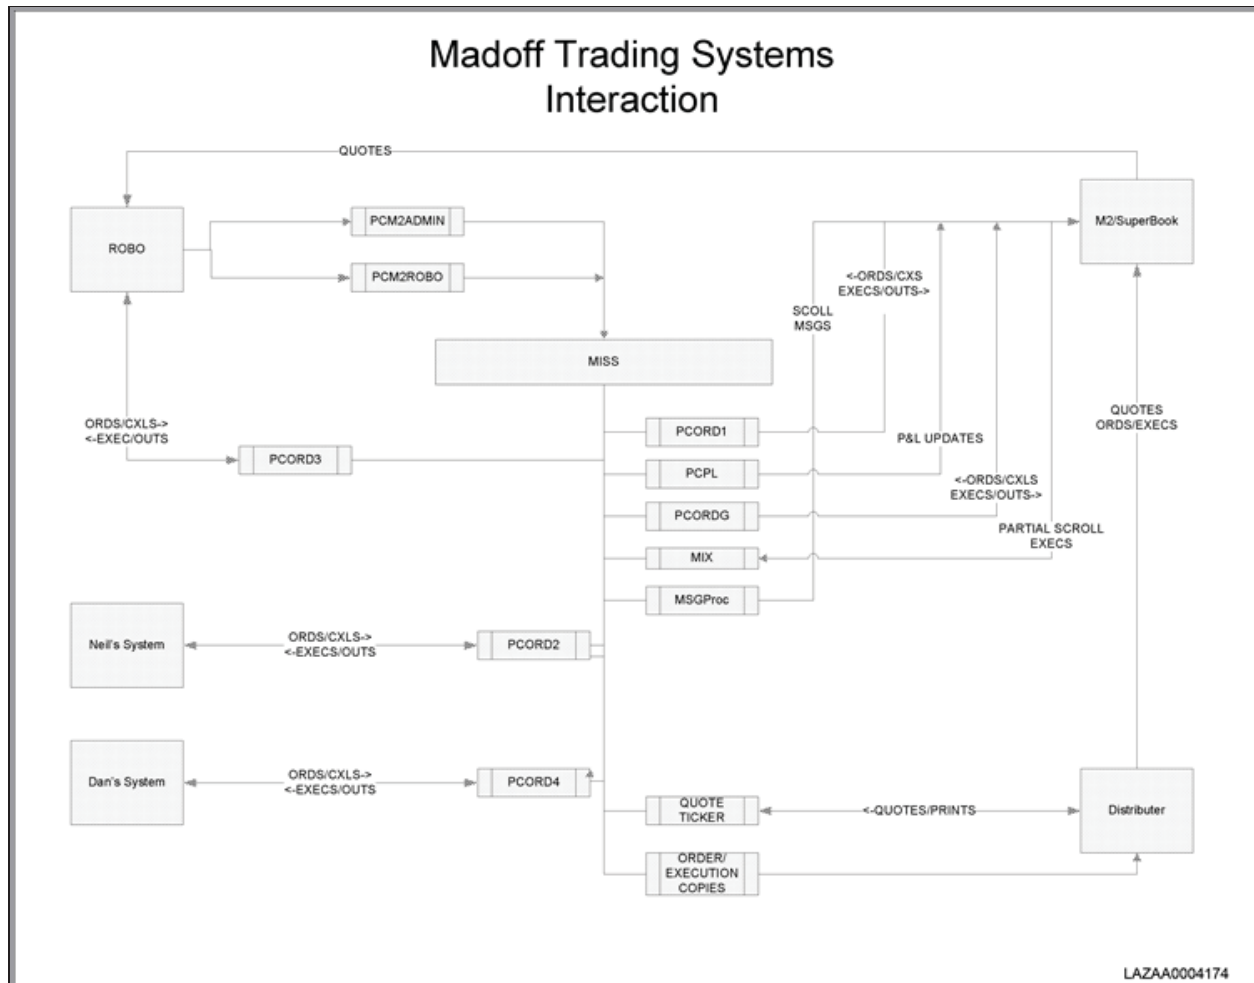 Madoff Trading Systems
Interaction
QUOTES
ROBO
PCM2ADMIN
PCM2ROBO
M2/SuperBook
<-ORDS/CXS
EXECS/OUTS->
SCOLL
MSGS
MISS
ORDS/CXLS->
<-EXEC/OUTS
PCORD3
PCORD1
PCPL
PCORDG
MIX
MSGProc
P&L UPDATES
<-ORDS/CXLS
EXECS/OUTS->
PARTIAL SCROLL
EXECS
QUOTES
ORDS/EXECS
Neil's System
ORDS/CXLS->
<-EXECS/OUTS
PCORD2
Dan's System
ORDS/CXLS->
<-EXECS/OUTS
PCORD4
QUOTE
TICKER
<-QUOTES/PRINTS
Distributer
ORDER/
EXECUTION
COPIES
LAZAA0004174